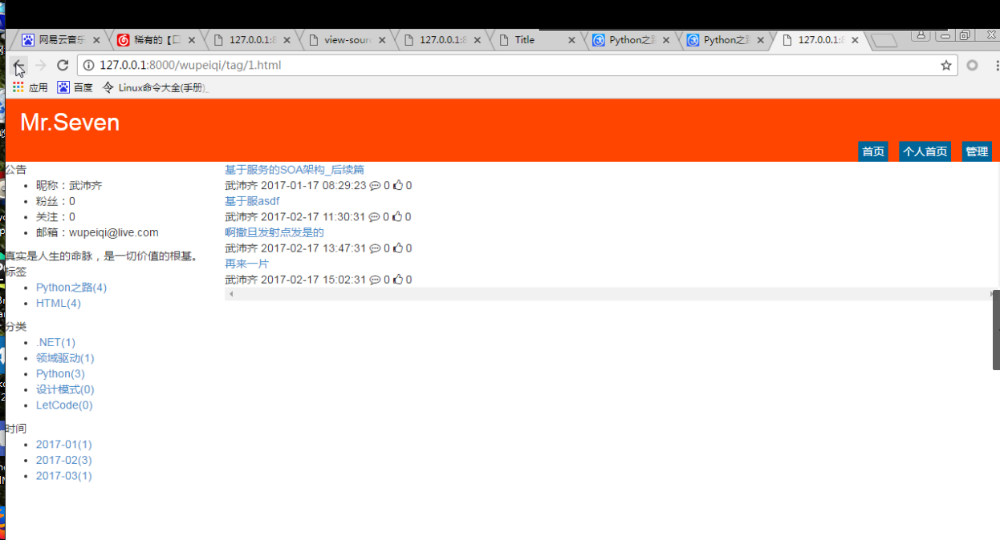 网易云音乐
稀有的【日
127.0.0.1:8
view-sour
127.0.0.1:8
Title
Python之路
Python之路
127.0.0.1:8
127.0.0.1:8000/wupeiqi/tag/1.html
应用 百度 Linux命令大全(手册)_
Mr.Seven
首页 个人首页 管理
公告
昵称：武沛齐
粉丝：0
关注：0
邮箱：wupeiqi@live.com
真实是人生的命脉，是一切价值的根基。
标签
Python之路(4)
HTML(4)
分类
.NET(1)
领域驱动(1)
Python(3)
设计模式(0)
LetCode(0)
时间
2017-01(1)
2017-02(3)
2017-03(1)
基于服务的SOA架构_后续篇
武沛齐 2017-01-17 08:29:23 0 0
基于服asdf
武沛齐 2017-02-17 11:30:31 0 0
啊撒旦发射点发是的
武沛齐 2017-02-17 13:47:31 0 0
再来一片
武沛齐 2017-02-17 15:02:31 0 0